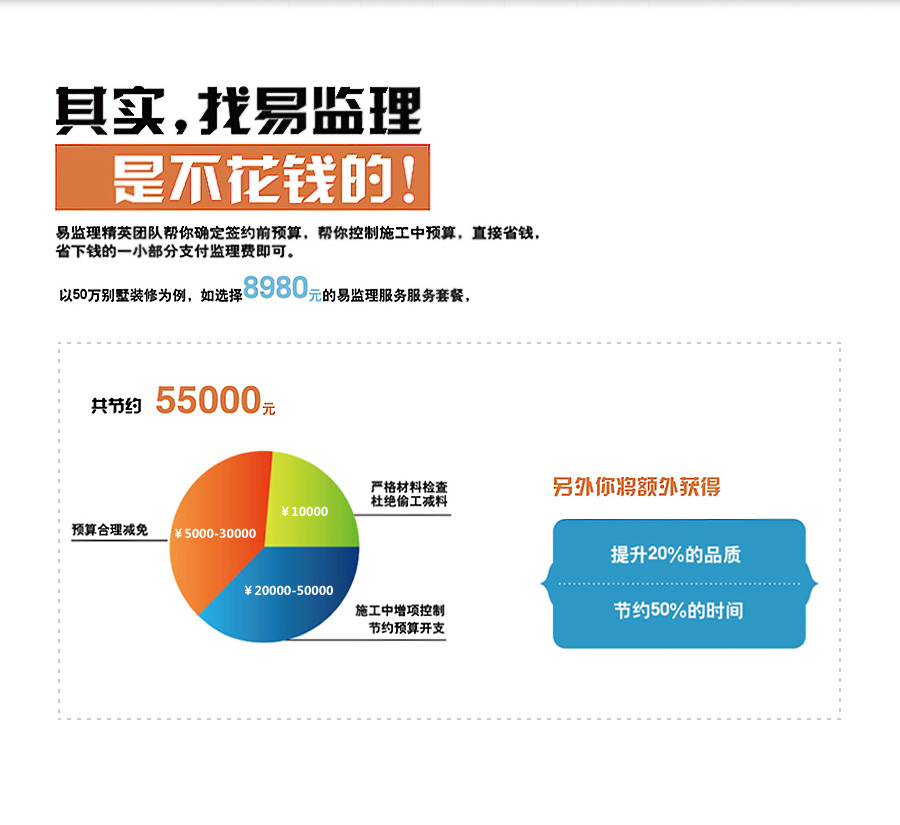 其实,找易监理
是不花钱的!
易监理精英团队帮你确定签约前预算，帮你控制施工中预算，直接省钱，
省下钱的一小部分支付监理费即可。
以50万别墅装修为例，如选择8980元的易监理服务服务套餐，
共节约 55000元
严格材料检查
杜绝偷工减料
¥10000
预算合理减免
¥5000-30000
¥20000-50000
施工中增项控制
节约预算开支
另外你将额外获得
提升20%的品质
节约50%的时间